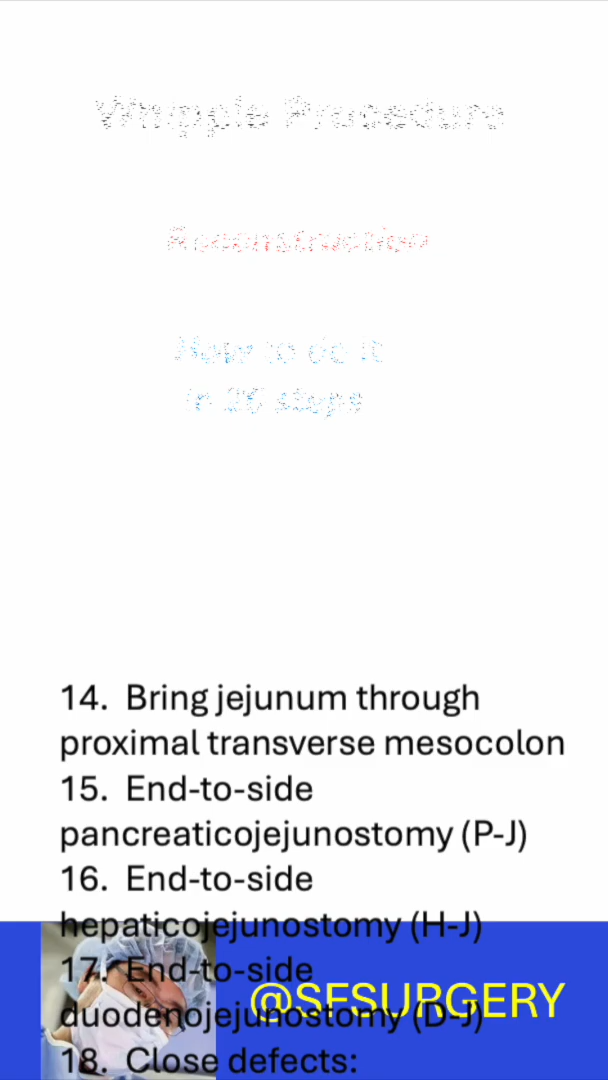 Whipple Procedure
Reconstruction
How to do it
in 26 steps
14. Bring jejunum through
proximal transverse mesocolon
15. End-to-side
pancreaticojejunostomy (P-J)
16. End-to-side
hepaticojejunostomy (H-J)
17. End-to-side
@SFSURGERY
duodenojejunostomy (D-J)
18. Close defects: